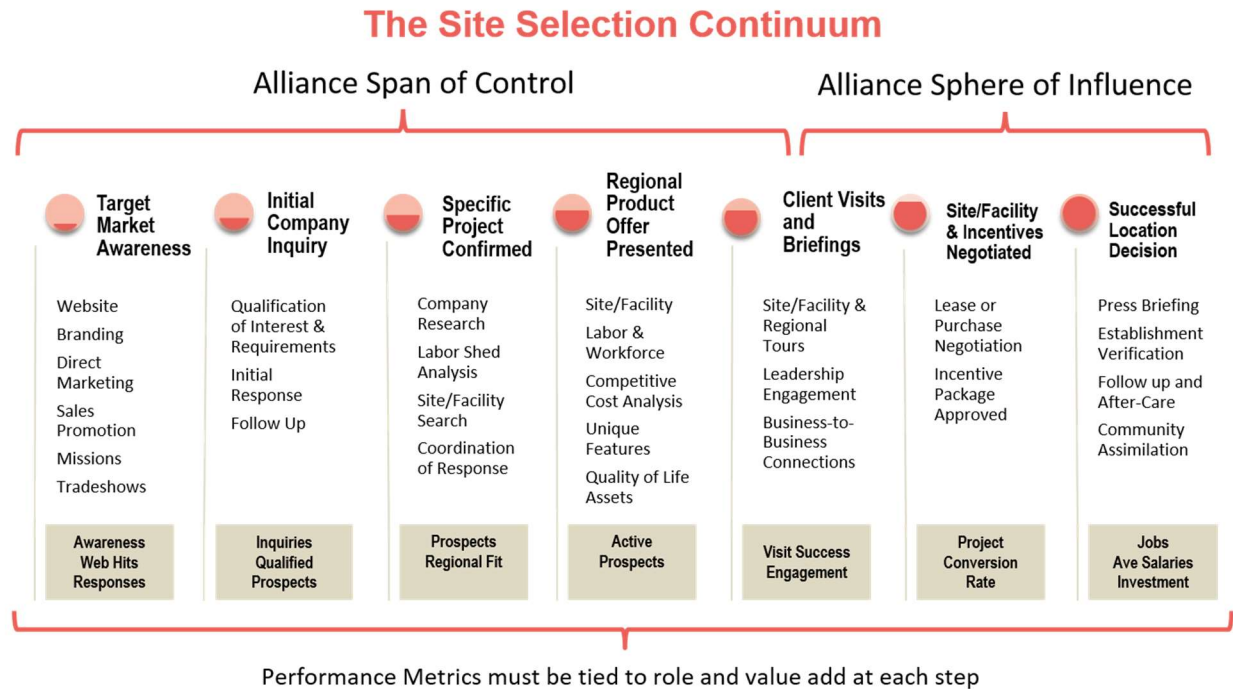 The Site Selection Continuum
Alliance Span of Control
Alliance Sphere of Influence
Target
Market
Awareness
Website
Branding
Direct
Marketing
Sales
Promotion
Missions
Tradeshows
Awareness
Web Hits
Responses
Initial
Company
Inquiry
Qualification
of Interest &
Requirements
Initial
Response
Follow Up
Inquiries
Qualified
Prospects
Specific
Project
Confirmed
Company
Research
Labor Shed
Analysis
Site/Facility
Search
Coordination
of Response
Prospects
Regional Fit
Regional
Product
Offer
Presented
Site/Facility
Labor &
Workforce
Competitive
Cost Analysis
Unique
Features
Quality of Life
Assets
Active
Prospects
Client Visits
and
Briefings
Site/Facility &
Regional
Tours
Leadership
Engagement
Business-to-
Business
Connections
Visit Success
Engagement
Site/Facility
& Incentives
Negotiated
Lease or
Purchase
Negotiation
Incentive
Package
Approved
Project
Conversion
Rate
Successful
Location
Decision
Press Briefing
Establishment
Verification
Follow up and
After-Care
Community
Assimilation
Jobs
Ave Salaries
Investment
Performance Metrics must be tied to role and value add at each step